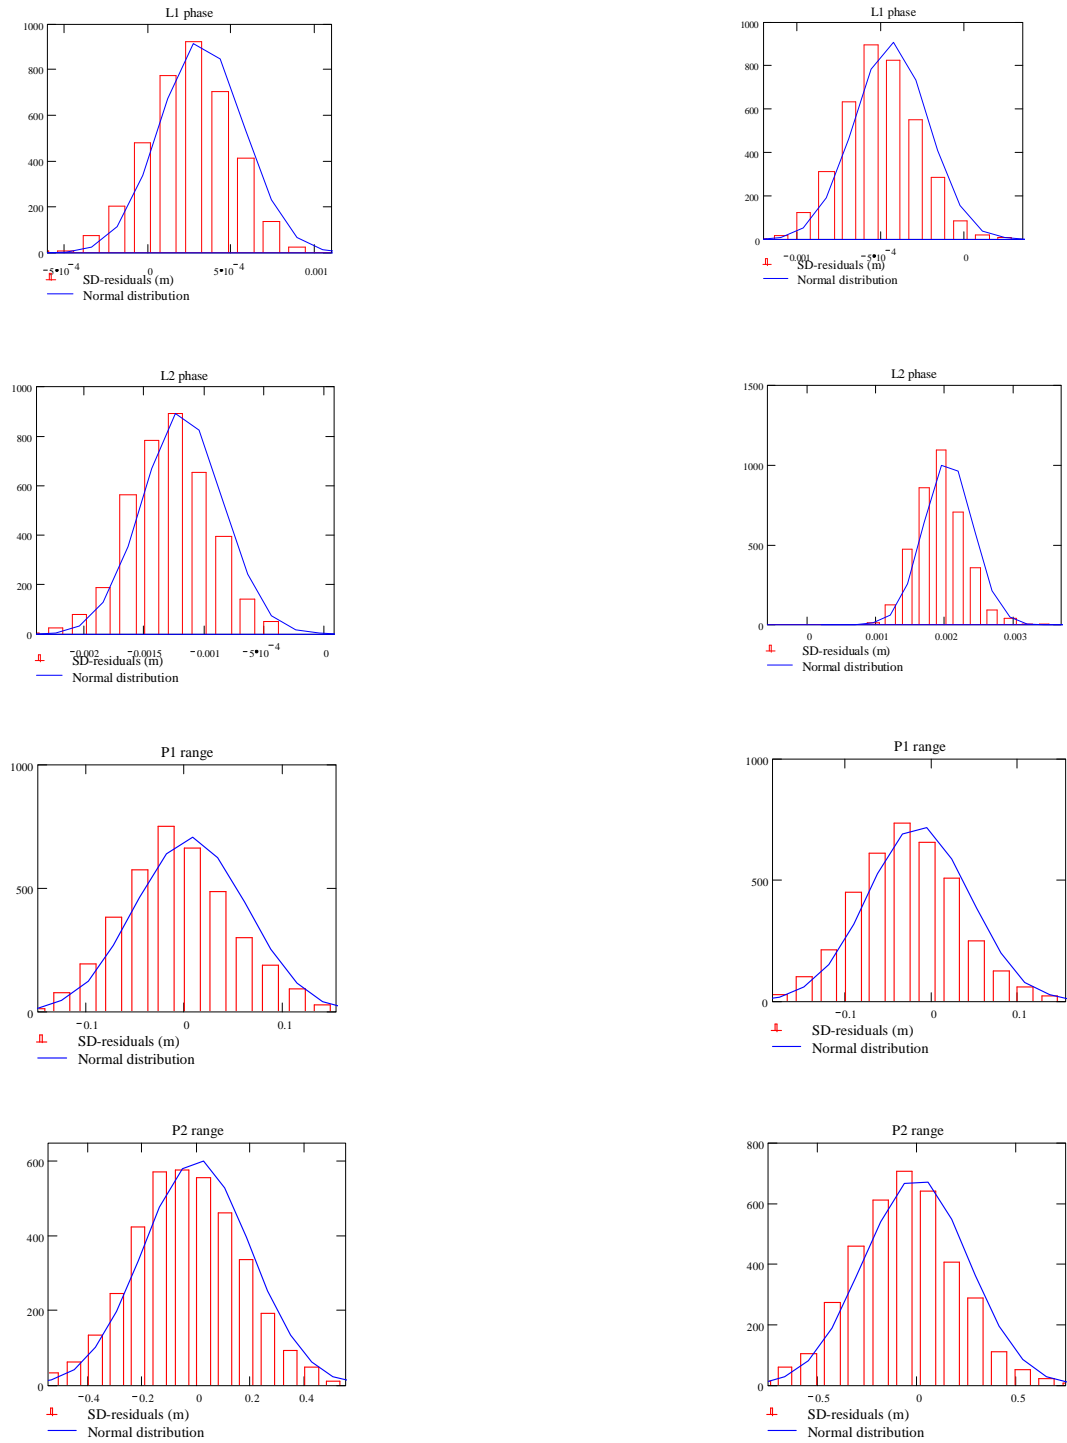 L1 phase
1000
800
600
400
200
0
−5•10−4 0 5•10−4 0.001
SD-residuals (m)
Normal distribution
L1 phase
1000
800
600
400
200
0
−0.001 −5•10−4 0
SD-residuals (m)
Normal distribution
L2 phase
1000
800
600
400
200
0
−0.002 −0.0015 −0.001 −5•10−4 0
SD-residuals (m)
Normal distribution
L2 phase
1500
1000
500
0
0 0.001 0.002 0.003
SD-residuals (m)
Normal distribution
P1 range
1000
500
0
−0.1 0 0.1
SD-residuals (m)
Normal distribution
P1 range
1000
500
0
−0.1 0 0.1
SD-residuals (m)
Normal distribution
P2 range
600
400
200
0
−0.4 −0.2 0 0.2 0.4
SD-residuals (m)
Normal distribution
P2 range
800
600
400
200
0
−0.5 0 0.5
SD-residuals (m)
Normal distribution